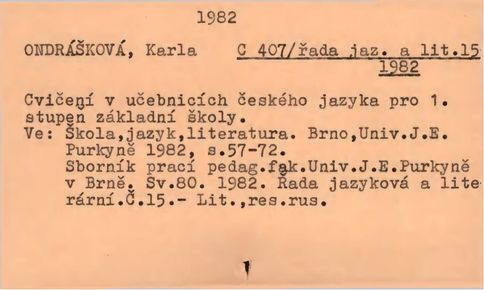 1982
ONDRÁŠKOVÁ, Karla C 407/řada jaz. a lit.15
1982
Cvičení v učebnicích českého jazyka pro 1.
stupen základní školy.
Ve: Škola,jazyk,literatura. Brno,Univ.J.E.
Purkyně 1982, s.57-72.
Sborník prací pedag.fak.Univ.J.E.Purkyně
v Brně. Sv.80. 1982. Řada jazyková a lite
rární.Č.15.- Lit.,res.rus.